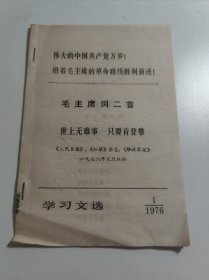 伟大的中国共产党万岁！
沿着毛主席的革命路线胜利前进！
毛主席词二首
世上无难事 只要肯登攀
《人民日报》、《红旗》杂志、《解放军报》
一九七六年元旦社论
学习文选
1
1976